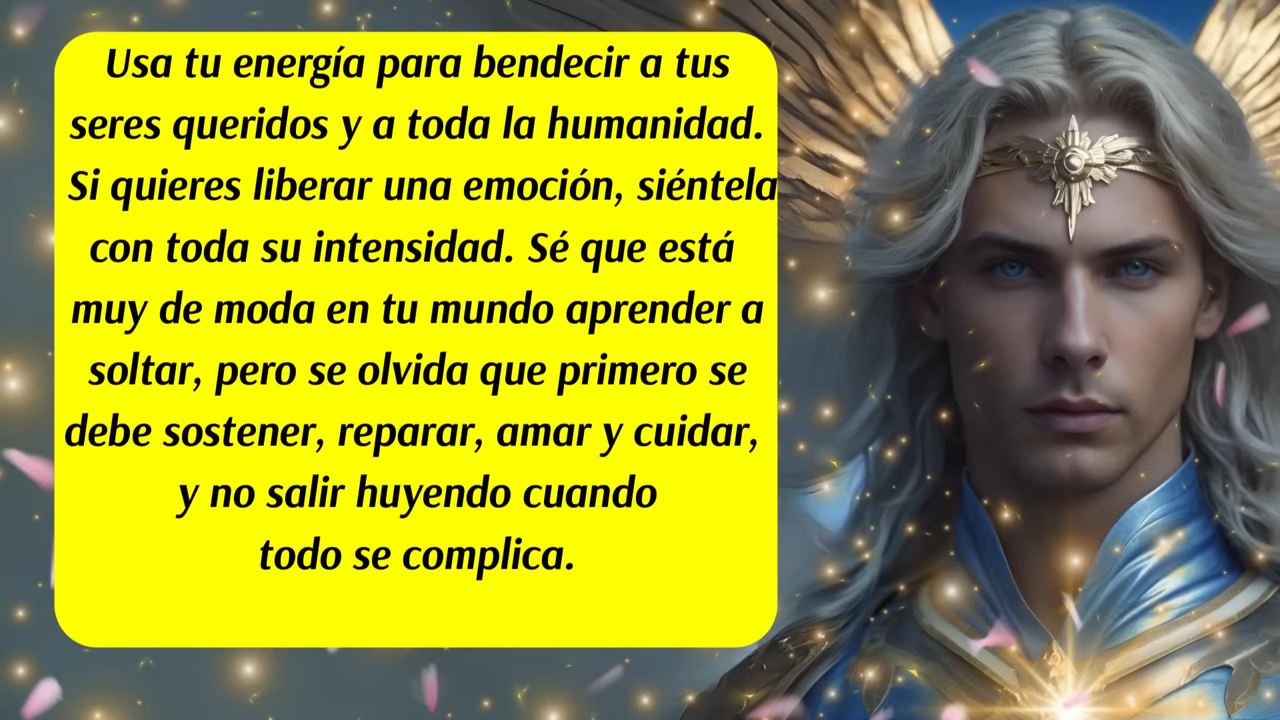 Usa tu energía para bendecir a tus
seres queridos y a toda la humanidad.
Si quieres liberar una emoción, siéntela
con toda su intensidad. Sé que está
muy de moda en tu mundo aprender a
soltar, pero se olvida que primero se
debe sostener, reparar, amar y cuidar,
y no salir huyendo cuando
todo se complica.